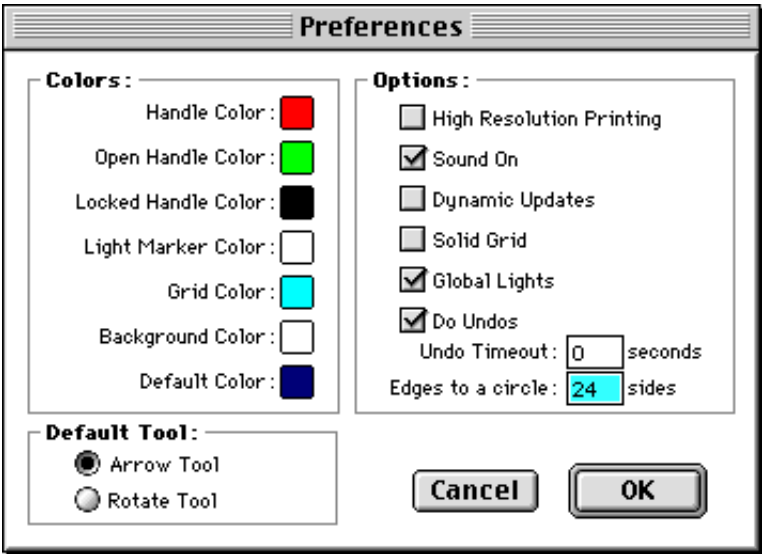 Preferences
Colors:
Handle Color:
Open Handle Color:
Locked Handle Color:
Light Marker Color:
Grid Color:
Background Color:
Default Color:
Options:
High Resolution Printing
Sound On
Dynamic Updates
Solid Grid
Global Lights
Do Undos
Undo Timeout: 0 seconds
Edges to a circle: 24 sides
Default Tool:
Arrow Tool
Rotate Tool
Cancel
OK